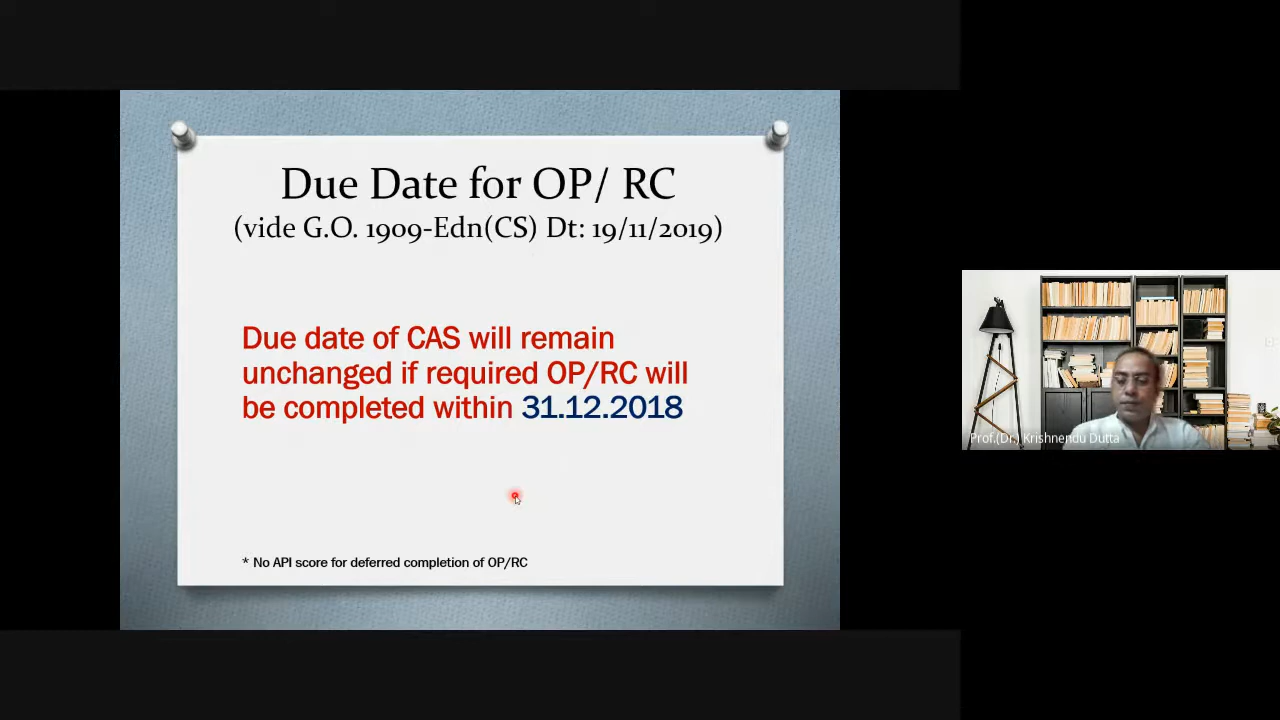 Due Date for OP/ RC
(vide G.O. 1909-Edn(CS) Dt: 19/11/2019)
Due date of CAS will remain
unchanged if required OP/RC will
be completed within 31.12.2018
* No API score for deferred completion of OP/RC
Prof.(Dr.) Krishnendu Dutta